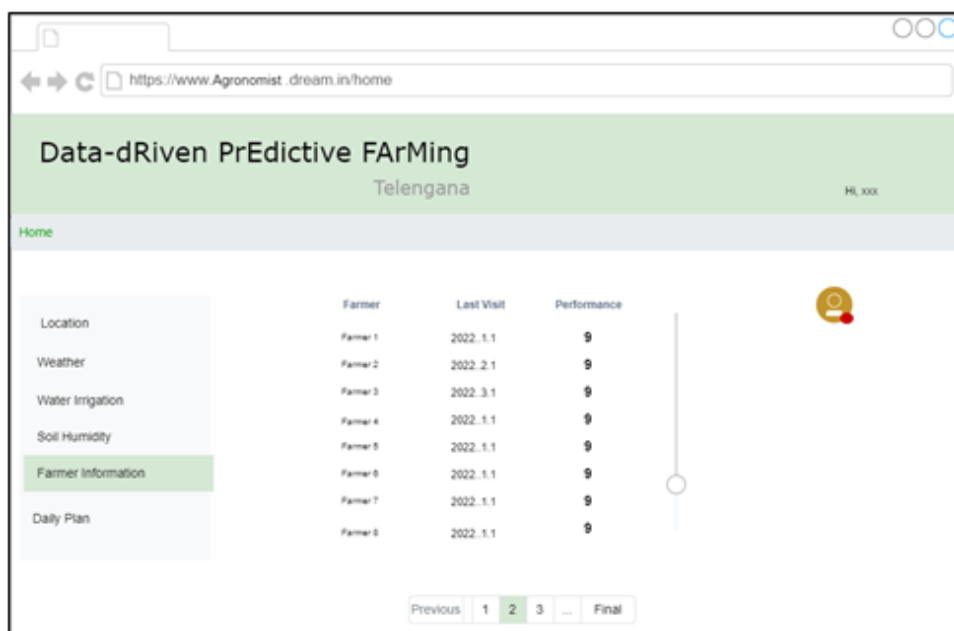 https://www.Agronomist .dream.in/home
Data-dRiven PrEdictive FArMing
Telengana
Hi, xxx
Home
Location
Weather
Water Irrigation
Soil Humidity
Farmer Information
Daily Plan
Farmer Last Visit Performance
Farmer 1 2022..1.1 9
Farmer 2 2022..2.1 9
Farmer 3 2022..3.1 9
Farmer 4 2022..1.1 9
Farmer 5 2022..1.1 9
Farmer 6 2022..1.1 9
Farmer 7 2022..1.1 9
Farmer 8 2022..1.1 9
Previous 1 2 3 ... Final